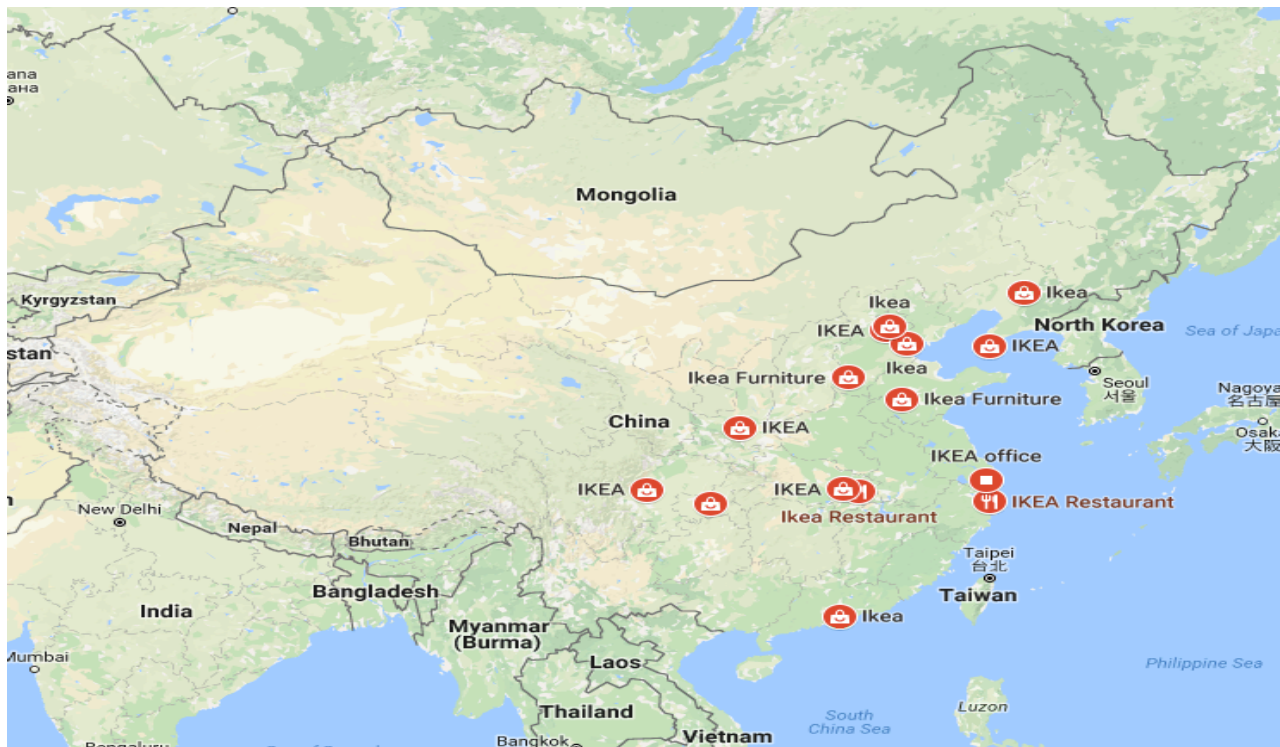 ana
ана
Mongolia
Kyrgyzstan
stan
Ikea
Ikea
IKEA
North Korea
Sea of Japa
IKEA
Ikea
Seoul
서울
Ikea Furniture
Nagoya
名古屋
Ikea Furniture
China
IKEA
Osaka
大阪
IKEA office
IKEA
IKEA
n
New Delhi
IKEA Restaurant
Ikea Restaurant
Nepal
Bhutan
Taipei
台北
Bangladesh
Taiwan
India
Ikea
Myanmar
(Burma)
Mumbai
Laos
Philippine Sea
Luzon
Thailand
South
China Sea
Vietnam
Bangkok
Bengaluru